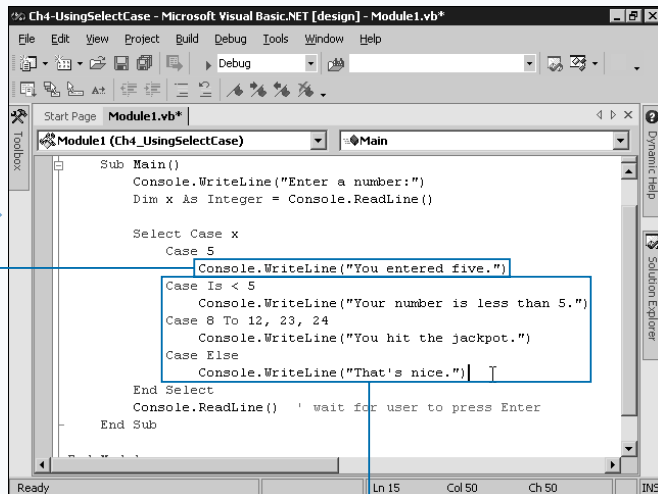 Ch4-UsingSelectCase - Microsoft Visual Basic.NET [design] - Module1.vb*
File Edit View Project Build Debug Tools Window Help
Debug
Start Page Module1.vb*
Toolbox
Module1 (Ch4_UsingSelectCase) Main
Dynamic Help
Solution Explorer
Sub Main()
Console.WriteLine("Enter a number:")
Dim x As Integer = Console.ReadLine()
Select Case x
Case 5
Console.WriteLine("You entered five.")
Case Is < 5
Console.WriteLine("Your number is less than 5.")
Case 8 To 12, 23, 24
Console.WriteLine("You hit the jackpot.")
Case Else
Console.WriteLine("That's nice.")
End Select
Console.ReadLine() ' wait for user to press Enter
End Sub
Ready Ln 15 Col 50 Ch 50 INS